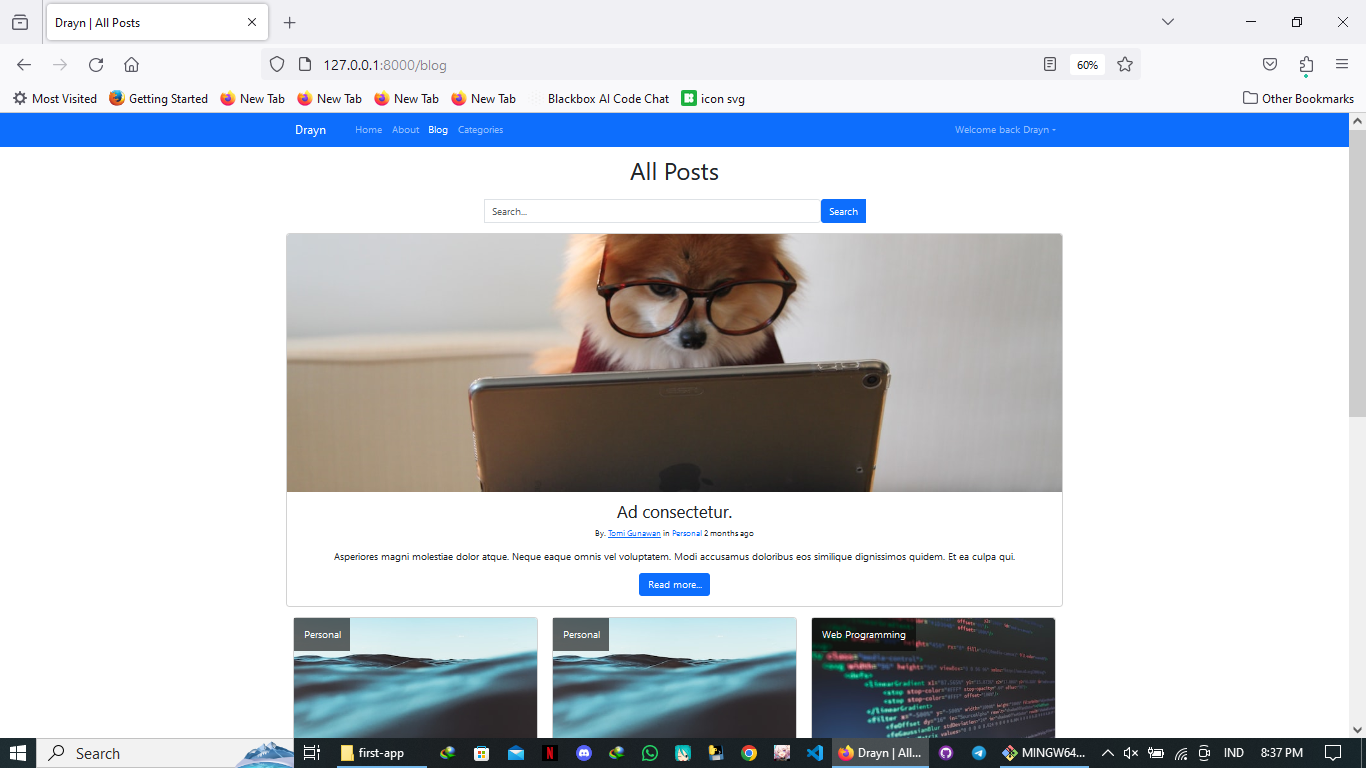 Drayn | All Posts
127.0.0.1:8000/blog
60%
Most Visited
Getting Started
New Tab
New Tab
New Tab
New Tab
Blackbox AI Code Chat
icon svg
Other Bookmarks
Drayn
Home
About
Blog
Categories
Welcome back Drayn
All Posts
Search...
Search
Ad consectetur.
By. Tomi Gunawan in Personal 2 months ago
Asperiores magni molestiae dolor atque. Neque eaque omnis vel voluptatem. Modi accusamus doloribus eos similique dignissimos quidem. Et ea culpa qui.
Read more...
Personal
Personal
Web Programming
Search
first-app
Drayn | All...
MINGW64...
IND
8:37 PM